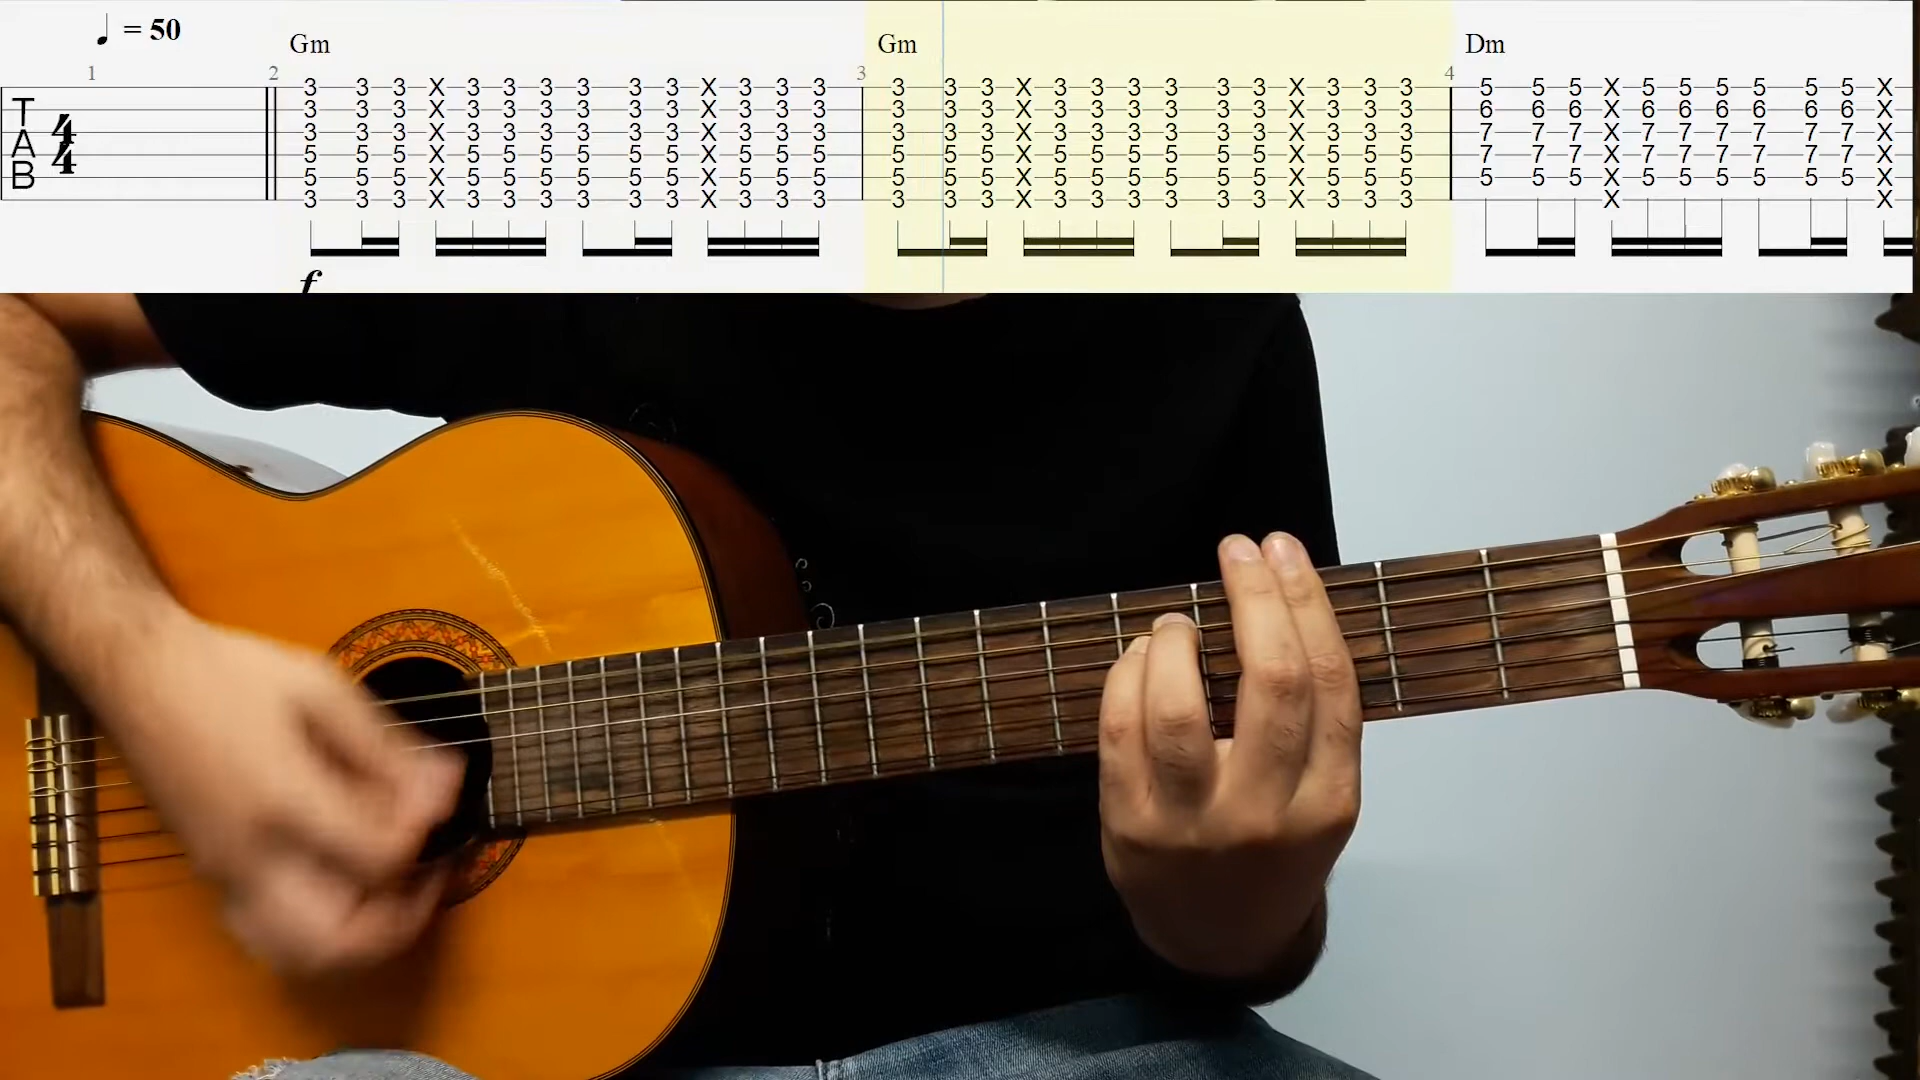 ♩ = 50
Gm Gm Dm
1 2 3 4
3 3 3 X 3 3 3 3 3 3 X 3 3 3 3 3 3 X 3 3 3 3 3 3 X 3 3 3 5 5 5 X 5 5 5 5 5 5 X
T 3 3 3 X 3 3 3 3 3 3 X 3 3 3 3 3 3 X 3 3 3 3 3 3 X 3 3 3 6 6 6 X 6 6 6 6 6 6 X
4 3 3 3 X 3 3 3 3 3 3 X 3 3 3 3 3 3 X 3 3 3 3 3 3 X 3 3 3 7 7 7 X 7 7 7 7 7 7 X
A 4 5 5 5 X 5 5 5 5 5 5 X 5 5 5 5 5 5 X 5 5 5 5 5 5 X 5 5 5 7 7 7 X 7 7 7 7 7 7 X
B 5 5 5 X 5 5 5 5 5 5 X 5 5 5 5 5 5 X 5 5 5 5 5 5 X 5 5 5 5 5 5 X 5 5 5 5 5 5 X
3 3 3 X 3 3 3 3 3 3 X 3 3 3 3 3 3 X 3 3 3 3 3 3 X 3 3 3 X X
f